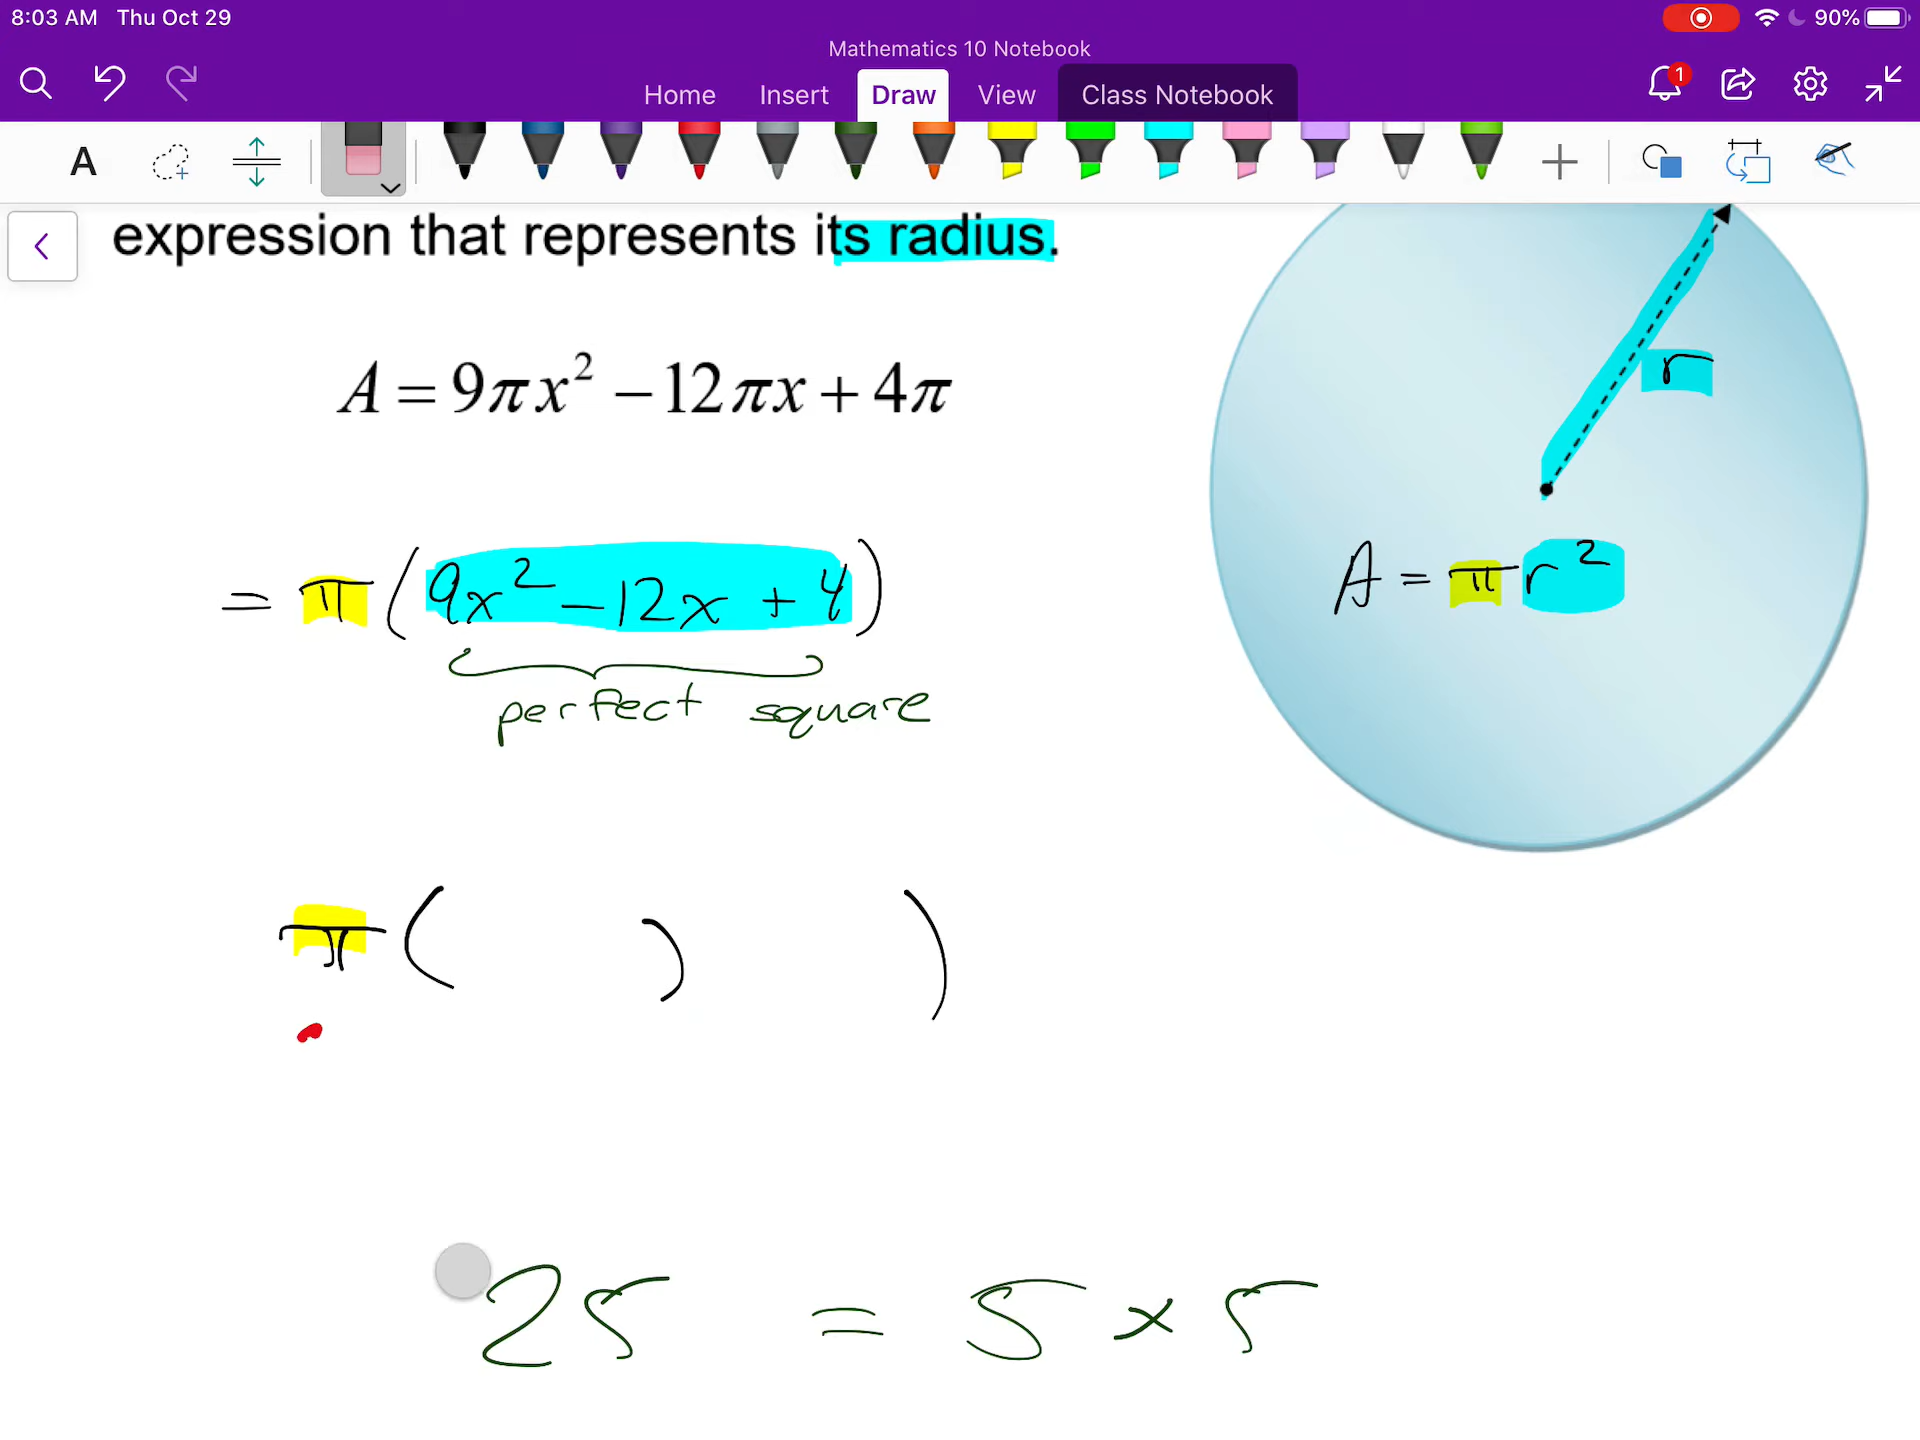 8:03 AM Thu Oct 29
90%
Mathematics 10 Notebook
1
Home Insert Draw View Class Notebook
A
expression that represents its radius.
A = 9πx² − 12πx + 4π
r
= π (9x² − 12x + 4)
A = πr²
perfect square
π ( ) )
25 = 5 × 5